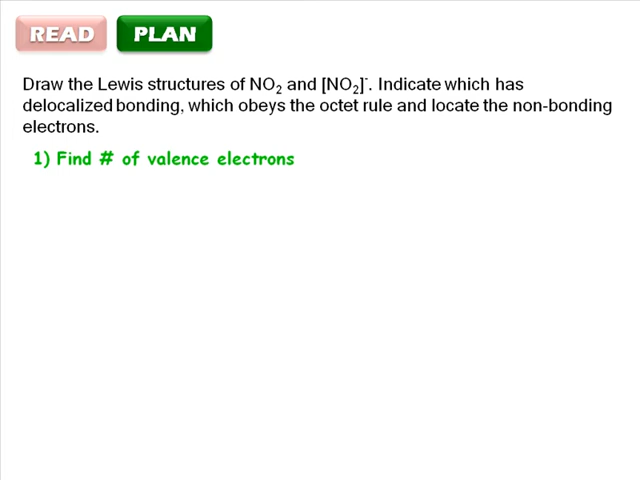 READ PLAN
Draw the Lewis structures of NO₂ and [NO₂]⁻. Indicate which has
delocalized bonding, which obeys the octet rule and locate the non-bonding
electrons.
1) Find # of valence electrons